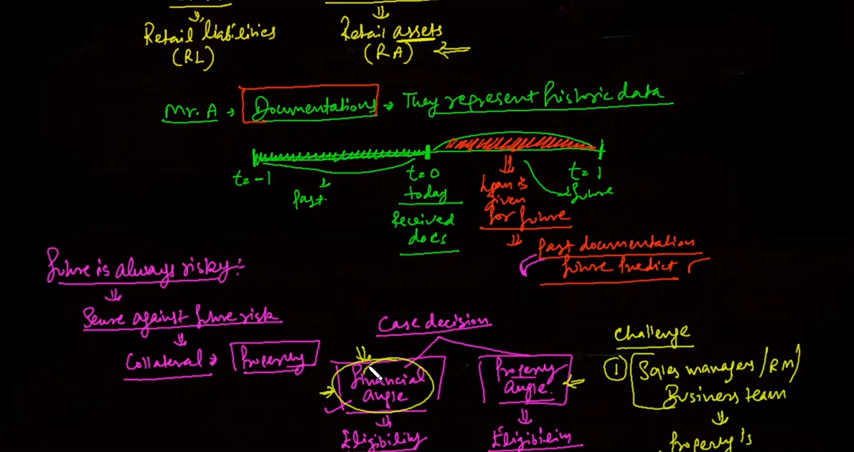 Retail liabilities
(RL)
Retail assets
(RA)
Mr. A → Documentations → They represent historic data
t=-1
Past
t=0
today
received
docs
Loan is
given
for future
t=1
future
Past documentation
future predict
future is always risky:-
Secure against future risk
Collateral → Property
Case decision
Financial
angle
Eligibility
Property
angle
Eligibility
Challenge
① Sales managers/RM/
Business team
Property is